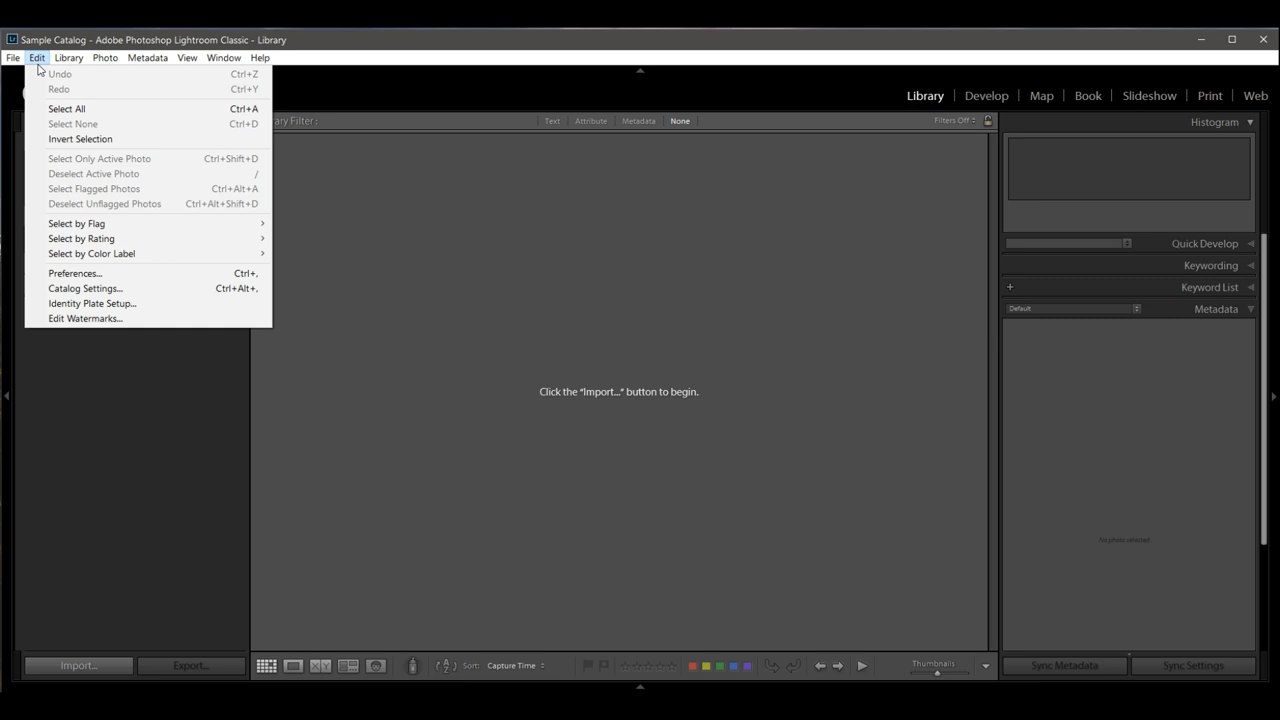 Sample Catalog - Adobe Photoshop Lightroom Classic - Library
File Edit Library Photo Metadata View Window Help
Undo Ctrl+Z
Redo Ctrl+Y
Select All Ctrl+A
Select None Ctrl+D
Invert Selection
Select Only Active Photo Ctrl+Shift+D
Deselect Active Photo /
Select Flagged Photos Ctrl+Alt+A
Deselect Unflagged Photos Ctrl+Alt+Shift+D
Select by Flag
Select by Rating
Select by Color Label
Preferences... Ctrl+,
Catalog Settings... Ctrl+Alt+,
Identity Plate Setup...
Edit Watermarks...
Library | Develop | Map | Book | Slideshow | Print | Web
Filter : Text Attribute Metadata None Filters Off
Histogram
Quick Develop
Keywording
+ Keyword List
Default Metadata
Click the "Import..." button to begin.
No photo selected.
Import... Export...
XY
Sort: Capture Time
Thumbnails
Sync Metadata Sync Settings